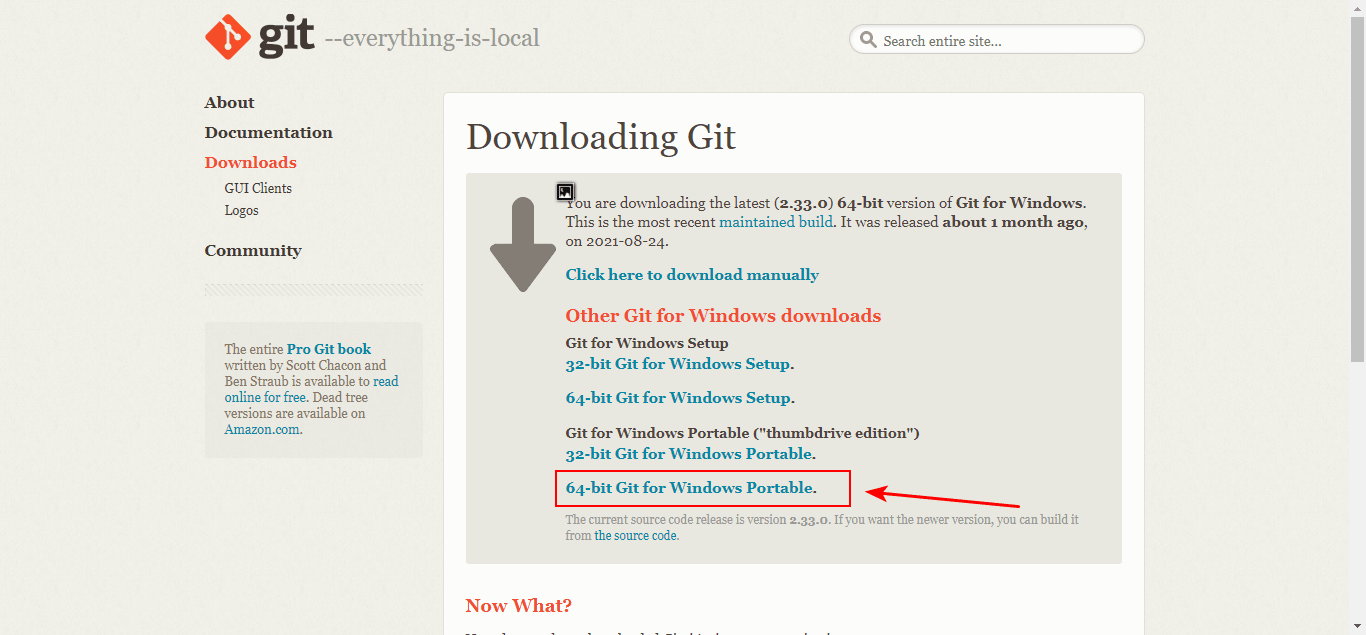 git --everything-is-local
Search entire site...
About
Documentation
Downloads
GUI Clients
Logos
Community
The entire Pro Git book
written by Scott Chacon and
Ben Straub is available to read
online for free. Dead tree
versions are available on
Amazon.com.
Downloading Git
You are downloading the latest (2.33.0) 64-bit version of Git for Windows.
This is the most recent maintained build. It was released about 1 month ago,
on 2021-08-24.
Click here to download manually
Other Git for Windows downloads
Git for Windows Setup
32-bit Git for Windows Setup.
64-bit Git for Windows Setup.
Git for Windows Portable ("thumbdrive edition")
32-bit Git for Windows Portable.
64-bit Git for Windows Portable.
The current source code release is version 2.33.0. If you want the newer version, you can build it
from the source code.
Now What?